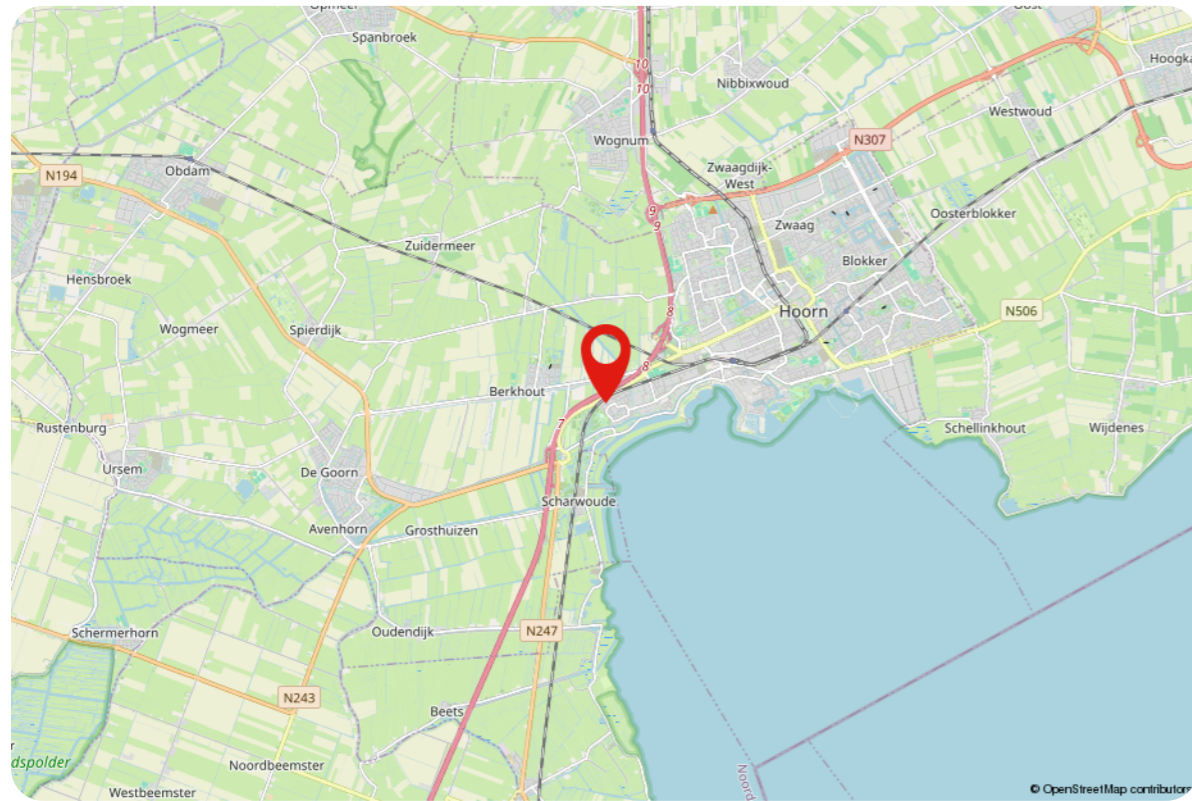 Spanbroek
10
10
Nibbixwoud
Westwoud
Wognum
N307
Zwaagdijk-
West
N194
Obdam
9
9
Oosterblokker
Zwaag
Zuidermeer
Blokker
Hensbroek
8
Hoorn
N506
Wogmeer
Spierdijk
8
Berkhout
7
Rustenburg
Schellinkhout
Wijdenes
Ursem
De Goorn
Scharwoude
Avenhorn
Grosthuizen
Schermerhorn
Oudendijk
N247
N243
Beets
dspolder
Noordbeemster
Noord
Westbeemster
© OpenStreetMap contributors